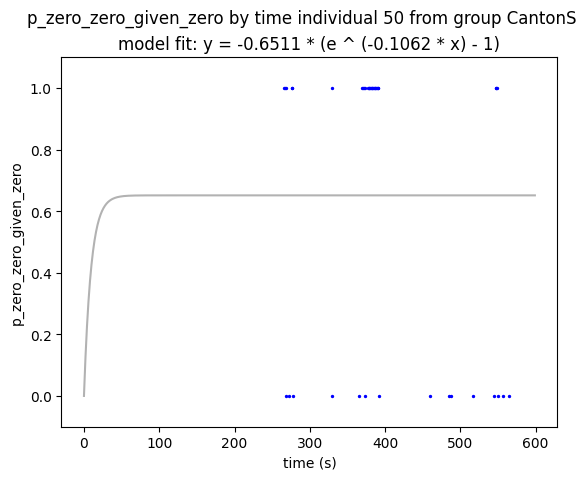 p_zero_zero_given_zero by time individual 50 from group CantonS
model fit: y = -0.6511 * (e ^ (-0.1062 * x) - 1)
1.0
0.8
0.6
0.4
0.2
0.0
p_zero_zero_given_zero
0 100 200 300 400 500 600
time (s)